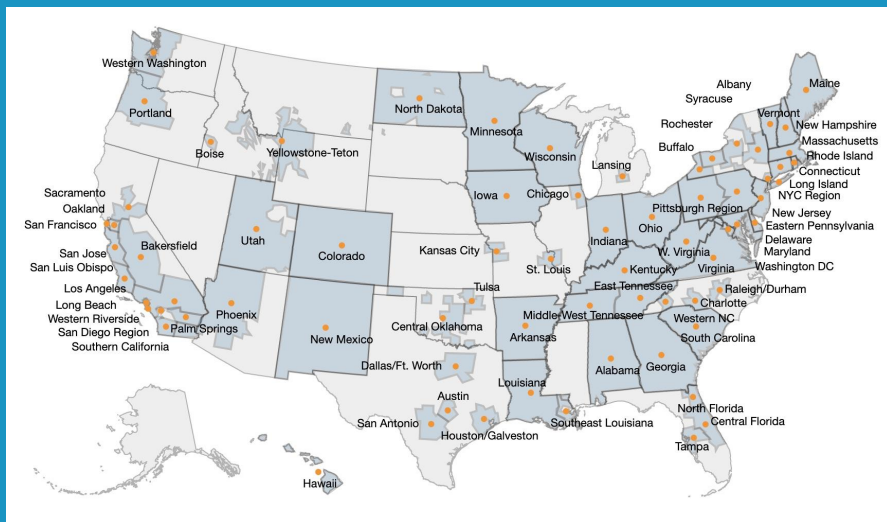 Albany
Western Washington
Maine
Syracuse
North Dakota
Portland
Vermont
Rochester
New Hampshire
Minnesota
Massachusetts
Buffalo
Boise
Yellowstone-Teton
Wisconsin
Rhode Island
Lansing
Connecticut
Long Island
Sacramento
Iowa
Chicago
NYC Region
Oakland
Pittsburgh Region
New Jersey
San Francisco
Eastern Pennsylvania
Bakersfield
Utah
Indiana
Ohio
Delaware
San Jose
Colorado
Kansas City
W. Virginia
Maryland
San Luis Obispo
St. Louis
Kentucky
Virginia
Washington DC
Los Angeles
Tulsa
East Tennessee
Raleigh/Durham
Long Beach
Phoenix
Charlotte
Western Riverside
Middle-West Tennessee
Western NC
San Diego Region
Palm Springs
Central Oklahoma
Arkansas
South Carolina
Southern California
New Mexico
Dallas/Ft. Worth
Alabama
Georgia
Louisiana
Austin
North Florida
San Antonio
Southeast Louisiana
Central Florida
Houston/Galveston
Tampa
Hawaii